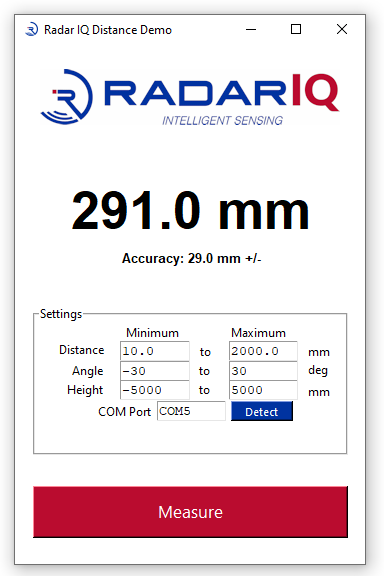 Radar IQ Distance Demo
RADARIQ
INTELLIGENT SENSING
291.0 mm
Accuracy: 29.0 mm +/-
Settings
Minimum Maximum
Distance 10.0 to 2000.0 mm
Angle -30 to 30 deg
Height -5000 to 5000 mm
COM Port COM5 Detect
Measure